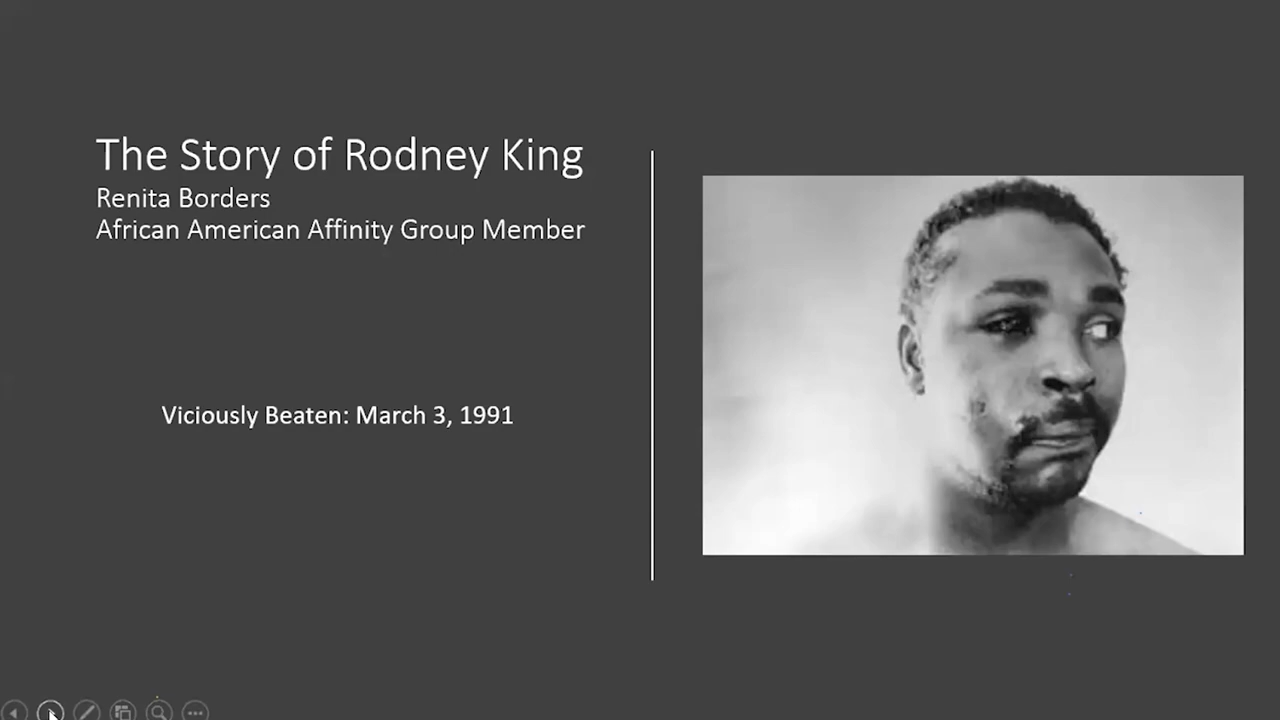 The Story of Rodney King
Renita Borders
African American Affinity Group Member
Viciously Beaten: March 3, 1991